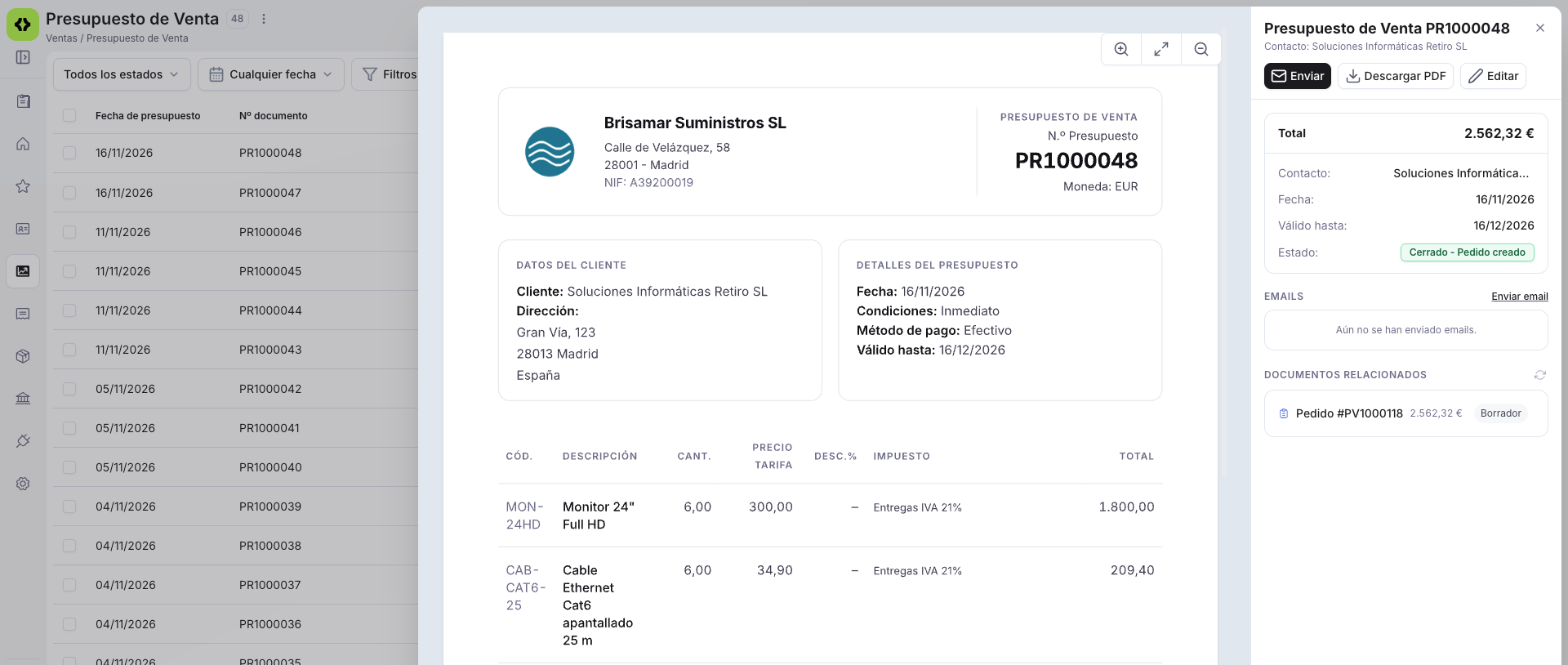 Presupuesto de Venta 48
Ventas / Presupuesto de Venta
Todos los estados
Cualquier fecha
Filtros
Fecha de presupuesto Nº documento
16/11/2026 PR1000048
16/11/2026 PR1000047
11/11/2026 PR1000046
11/11/2026 PR1000045
11/11/2026 PR1000044
11/11/2026 PR1000043
05/11/2026 PR1000042
05/11/2026 PR1000041
05/11/2026 PR1000040
04/11/2026 PR1000039
04/11/2026 PR1000038
04/11/2026 PR1000037
04/11/2026 PR1000036
04/11/2026 PR1000035
Brisamar Suministros SL
Calle de Velázquez, 58
28001 - Madrid
NIF: A39200019
PRESUPUESTO DE VENTA
N.º Presupuesto
PR1000048
Moneda: EUR
DATOS DEL CLIENTE
Cliente: Soluciones Informáticas Retiro SL
Dirección:
Gran Vía, 123
28013 Madrid
España
DETALLES DEL PRESUPUESTO
Fecha: 16/11/2026
Condiciones: Inmediato
Método de pago: Efectivo
Válido hasta: 16/12/2026
CÓD. DESCRIPCIÓN CANT. PRECIO TARIFA DESC.% IMPUESTO TOTAL
MON-24HD Monitor 24" Full HD 6,00 300,00 – Entregas IVA 21% 1.800,00
CAB-CAT6-25 Cable Ethernet Cat6 apantallado 25 m 6,00 34,90 – Entregas IVA 21% 209,40
Presupuesto de Venta PR1000048
Contacto: Soluciones Informáticas Retiro SL
Enviar
Descargar PDF
Editar
Total 2.562,32 €
Contacto: Soluciones Informática...
Fecha: 16/11/2026
Válido hasta: 16/12/2026
Estado: Cerrado - Pedido creado
EMAILS Enviar email
Aún no se han enviado emails.
DOCUMENTOS RELACIONADOS
Pedido #PV1000118 2.562,32 € Borrador